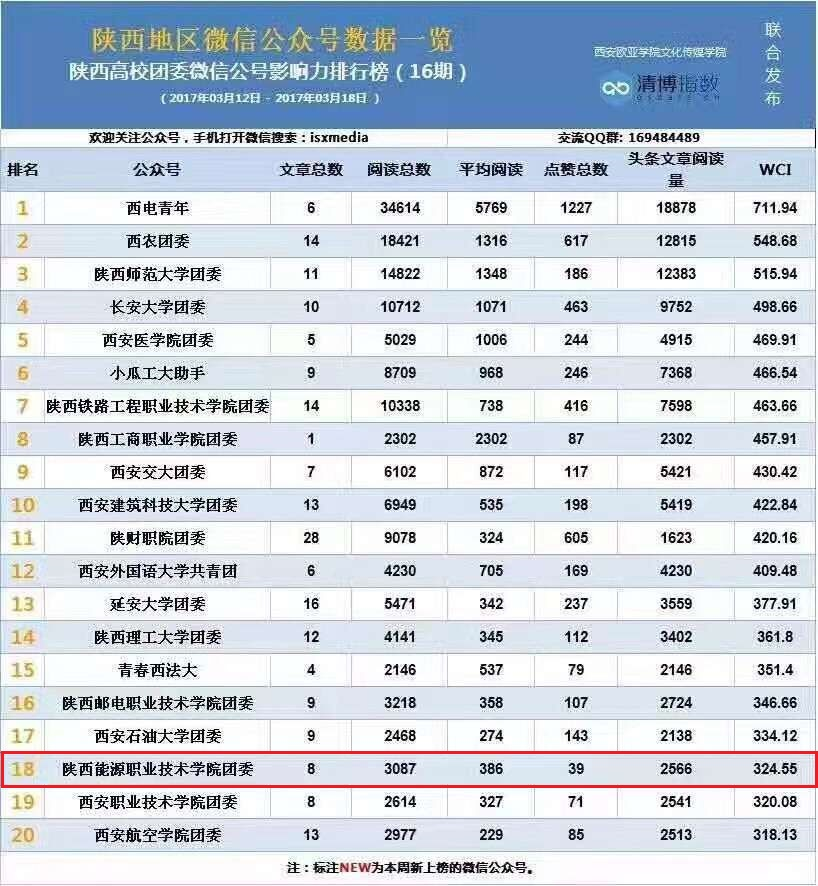 陕西地区微信公众号数据一览
陕西高校团委微信公号影响力排行榜（16期）
（2017年03月12日 - 2017年03月18日 ）
西安欧亚学院文化传媒学院
清博指数
联合发布
欢迎关注公众号，手机打开微信搜索：isxmedia 交流QQ群: 169484489
排名 公众号 文章总数 阅读总数 平均阅读 点赞总数 头条文章阅读量 WCI
1 西电青年 6 34614 5769 1227 18878 711.94
2 西农团委 14 18421 1316 617 12815 548.68
3 陕西师范大学团委 11 14822 1348 186 12383 515.94
4 长安大学团委 10 10712 1071 463 9752 498.66
5 西安医学院团委 5 5029 1006 244 4915 469.91
6 小瓜工大助手 9 8709 968 246 7368 466.54
7 陕西铁路工程职业技术学院团委 14 10338 738 416 7598 463.66
8 陕西工商职业学院团委 1 2302 2302 87 2302 457.91
9 西安交大团委 7 6102 872 117 5421 430.42
10 西安建筑科技大学团委 13 6949 535 198 5419 422.84
11 陕财职院团委 28 9078 324 605 1623 420.16
12 西安外国语大学共青团 6 4230 705 169 4230 409.48
13 延安大学团委 16 5471 342 237 3559 377.91
14 陕西理工大学团委 12 4141 345 112 3402 361.8
15 青春西法大 4 2146 537 79 2146 351.4
16 陕西邮电职业技术学院团委 9 3218 358 107 2724 346.66
17 西安石油大学团委 9 2468 274 143 2138 334.12
18 陕西能源职业技术学院团委 8 3087 386 39 2566 324.55
19 西安职业技术学院团委 8 2614 327 71 2541 320.08
20 西安航空学院团委 13 2977 229 85 2513 318.13
注：标注NEW为本周新上榜的微信公众号。